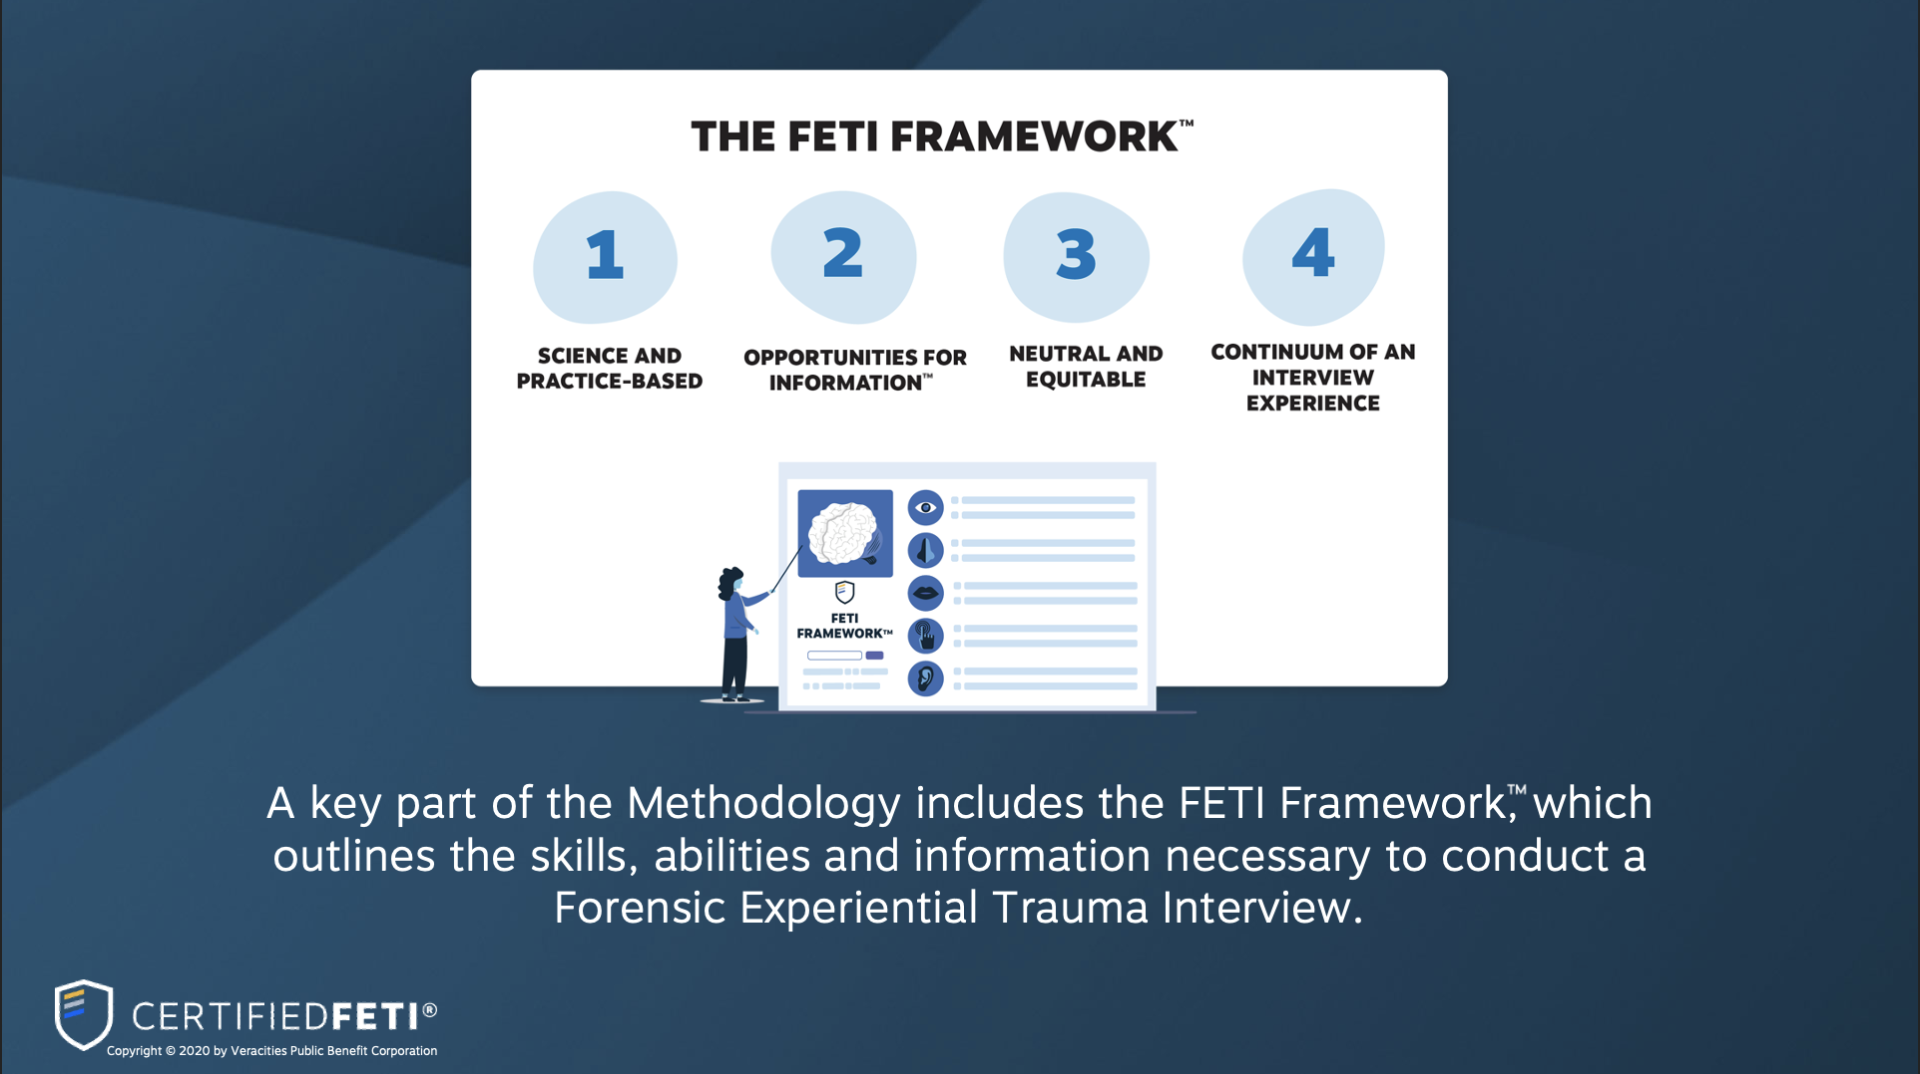 THE FETI FRAMEWORK™
1
2
3
4
SCIENCE AND
PRACTICE-BASED
OPPORTUNITIES FOR
INFORMATION™
NEUTRAL AND
EQUITABLE
CONTINUUM OF AN
INTERVIEW
EXPERIENCE
FETI
FRAMEWORK™
A key part of the Methodology includes the FETI Framework,™ which
outlines the skills, abilities and information necessary to conduct a
Forensic Experiential Trauma Interview.
CERTIFIEDFETI®
Copyright © 2020 by Veracities Public Benefit Corporation